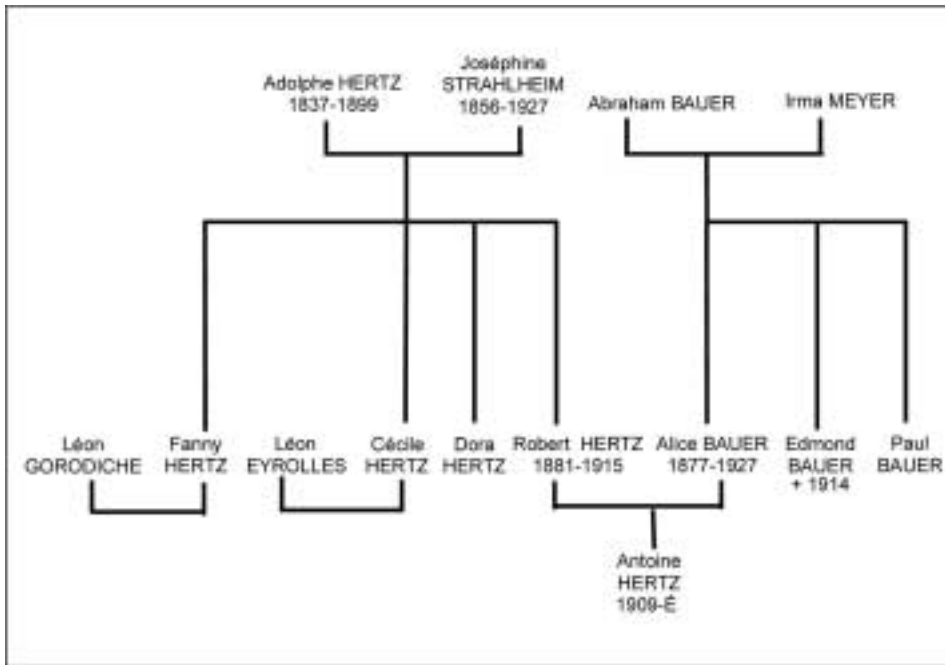 Adolphe HERTZ
1837-1899
Joséphine
STRAHLHEIM
1856-1927
Abraham BAUER
Irma MEYER
Léon
GORODICHE
Fanny
HERTZ
Léon
EYROLLES
Cécile
HERTZ
Dora
HERTZ
Robert HERTZ
1881-1915
Alice BAUER
1877-1927
Edmond
BAUER
+ 1914
Paul
BAUER
Antoine
HERTZ
1909-É